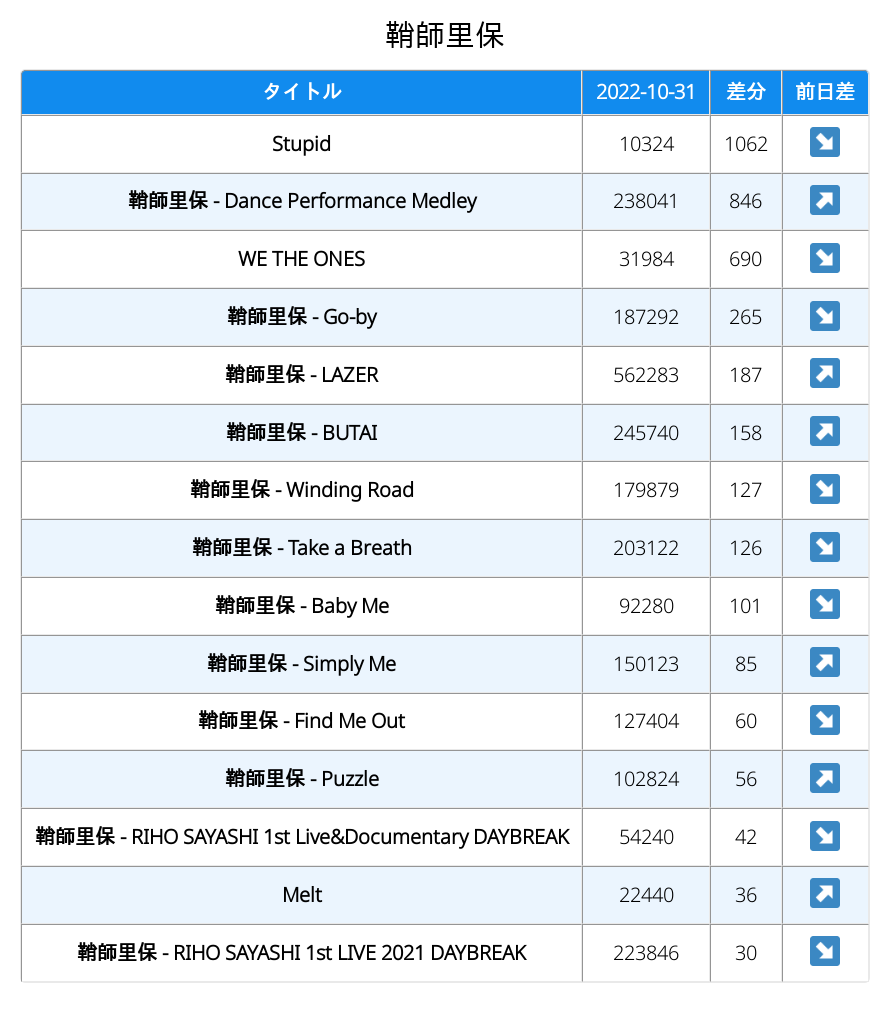 鞘師里保
タイトル 2022-10-31 差分 前日差
Stupid 10324 1062 ↘
鞘師里保 - Dance Performance Medley 238041 846 ↗
WE THE ONES 31984 690 ↘
鞘師里保 - Go-by 187292 265 ↘
鞘師里保 - LAZER 562283 187 ↗
鞘師里保 - BUTAI 245740 158 ↗
鞘師里保 - Winding Road 179879 127 ↘
鞘師里保 - Take a Breath 203122 126 ↘
鞘師里保 - Baby Me 92280 101 ↘
鞘師里保 - Simply Me 150123 85 ↗
鞘師里保 - Find Me Out 127404 60 ↘
鞘師里保 - Puzzle 102824 56 ↗
鞘師里保 - RIHO SAYASHI 1st Live&Documentary DAYBREAK 54240 42 ↘
Melt 22440 36 ↗
鞘師里保 - RIHO SAYASHI 1st LIVE 2021 DAYBREAK 223846 30 ↘